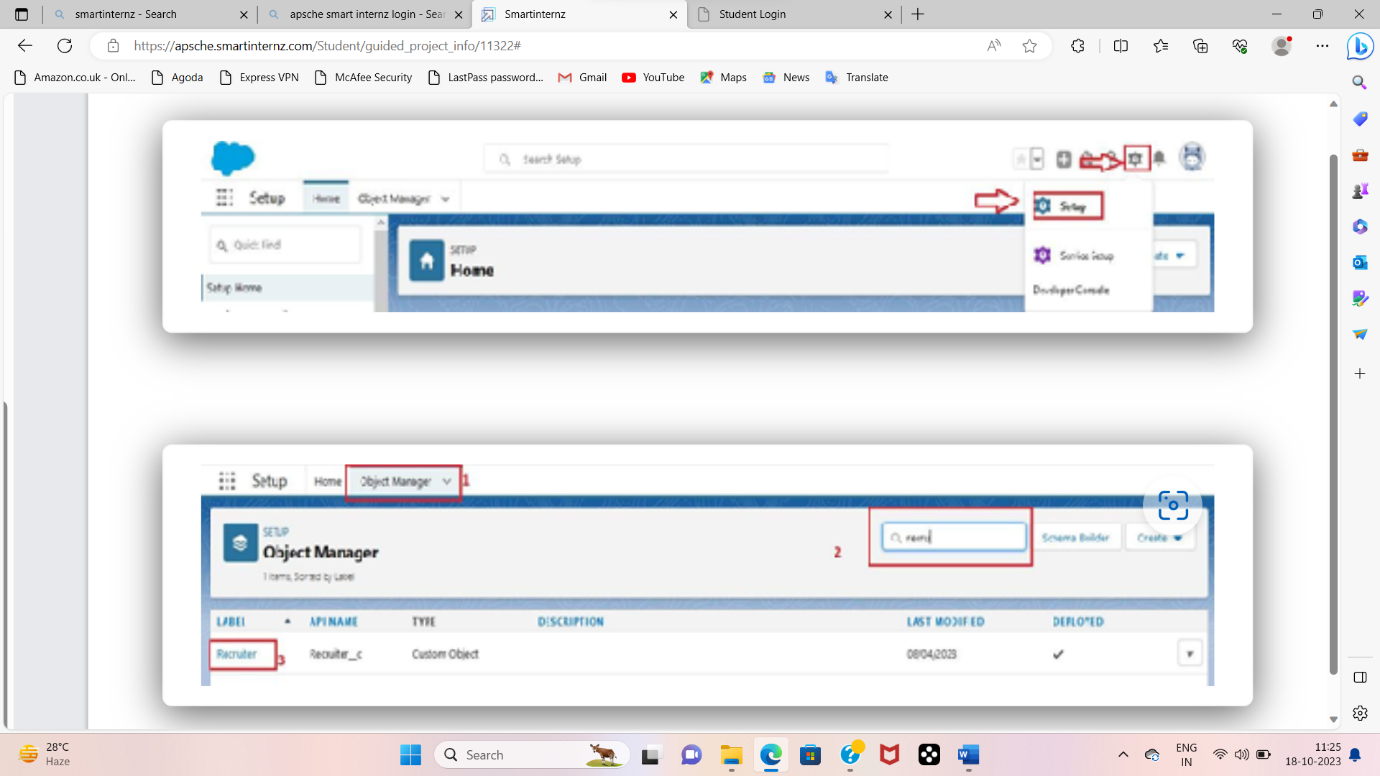 smartinternz - Search
apsche smart internz login - Sear
Smartinternz
Student Login
https://apsche.smartinternz.com/Student/guided_project_info/11322#
Amazon.co.uk - Onl...
Agoda
Express VPN
McAfee Security
LastPass password...
Gmail
YouTube
Maps
News
Translate
Search Setup
Setup
Home
Object Manager
Setup
Quick Find
SETUP
Home
Service Setup
Setup Home
Developer Console
Setup
Home
Object Manager
1
SETUP
Object Manager
1 Items, Sorted by Label
2
Schema Builder
Create
LABEL
API NAME
TYPE
DESCRIPTION
LAST MODIFIED
DEPLOYED
Recruiter
3
Recruiter__c
Custom Object
08/04/2023
28°C
Haze
Search
ENG
IN
11:25
18-10-2023